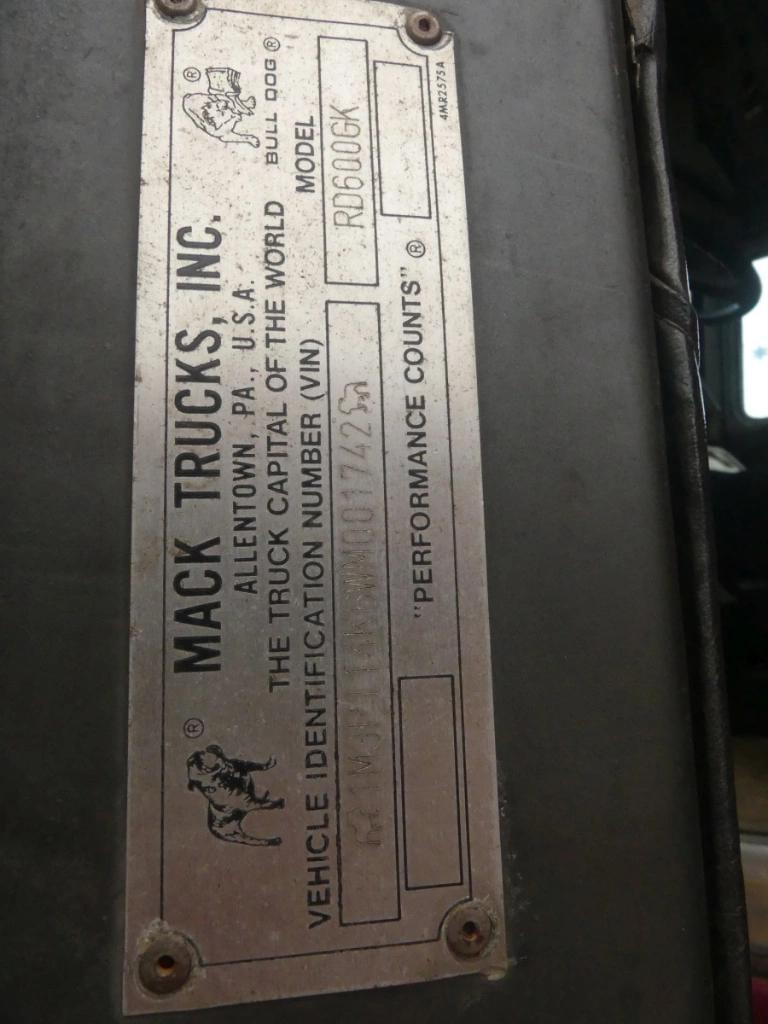 MACK TRUCKS, INC.
ALLENTOWN, PA., U.S.A.
THE TRUCK CAPITAL OF THE WORLD
BULL DOG ®
VEHICLE IDENTIFICATION NUMBER (VIN)
MODEL
RD600GK
"PERFORMANCE COUNTS" ®
4MR2575A